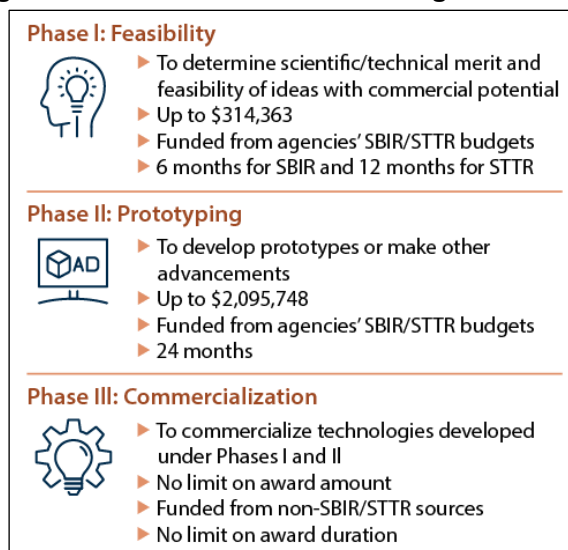 Phase I: Feasibility
▶ To determine scientific/technical merit and
feasibility of ideas with commercial potential
▶ Up to $314,363
▶ Funded from agencies' SBIR/STTR budgets
▶ 6 months for SBIR and 12 months for STTR
Phase II: Prototyping
AD
▶ To develop prototypes or make other
advancements
▶ Up to $2,095,748
▶ Funded from agencies' SBIR/STTR budgets
▶ 24 months
Phase III: Commercialization
▶ To commercialize technologies developed
under Phases I and II
▶ No limit on award amount
▶ Funded from non-SBIR/STTR sources
▶ No limit on award duration